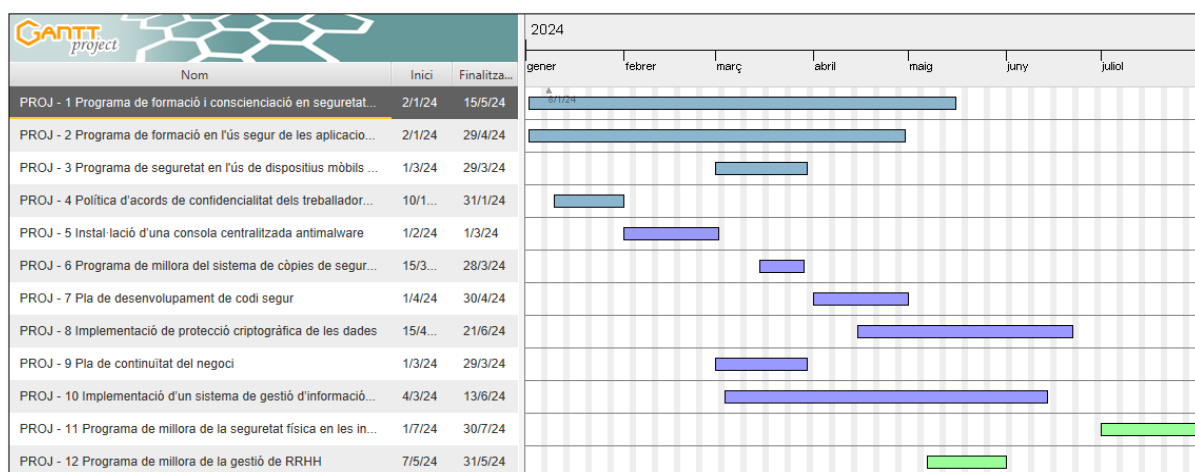 GANTT project
2024
gener febrer març abril maig juny juliol
Nom Inici Finalitza...
8/1/24
PROJ - 1 Programa de formació i conscienciació en seguretat... 2/1/24 15/5/24
PROJ - 2 Programa de formació en l'ús segur de les aplicacio... 2/1/24 29/4/24
PROJ - 3 Programa de seguretat en l'ús de dispositius mòbils ... 1/3/24 29/3/24
PROJ - 4 Política d'acords de confidencialitat dels treballador... 10/1... 31/1/24
PROJ - 5 Instal·lació d'una consola centralitzada antimalware 1/2/24 1/3/24
PROJ - 6 Programa de millora del sistema de còpies de segur... 15/3... 28/3/24
PROJ - 7 Pla de desenvolupament de codi segur 1/4/24 30/4/24
PROJ - 8 Implementació de protecció criptogràfica de les dades 15/4... 21/6/24
PROJ - 9 Pla de continuïtat del negoci 1/3/24 29/3/24
PROJ - 10 Implementació d'un sistema de gestió d'informació... 4/3/24 13/6/24
PROJ - 11 Programa de millora de la seguretat física en les in... 1/7/24 30/7/24
PROJ - 12 Programa de millora de la gestió de RRHH 7/5/24 31/5/24